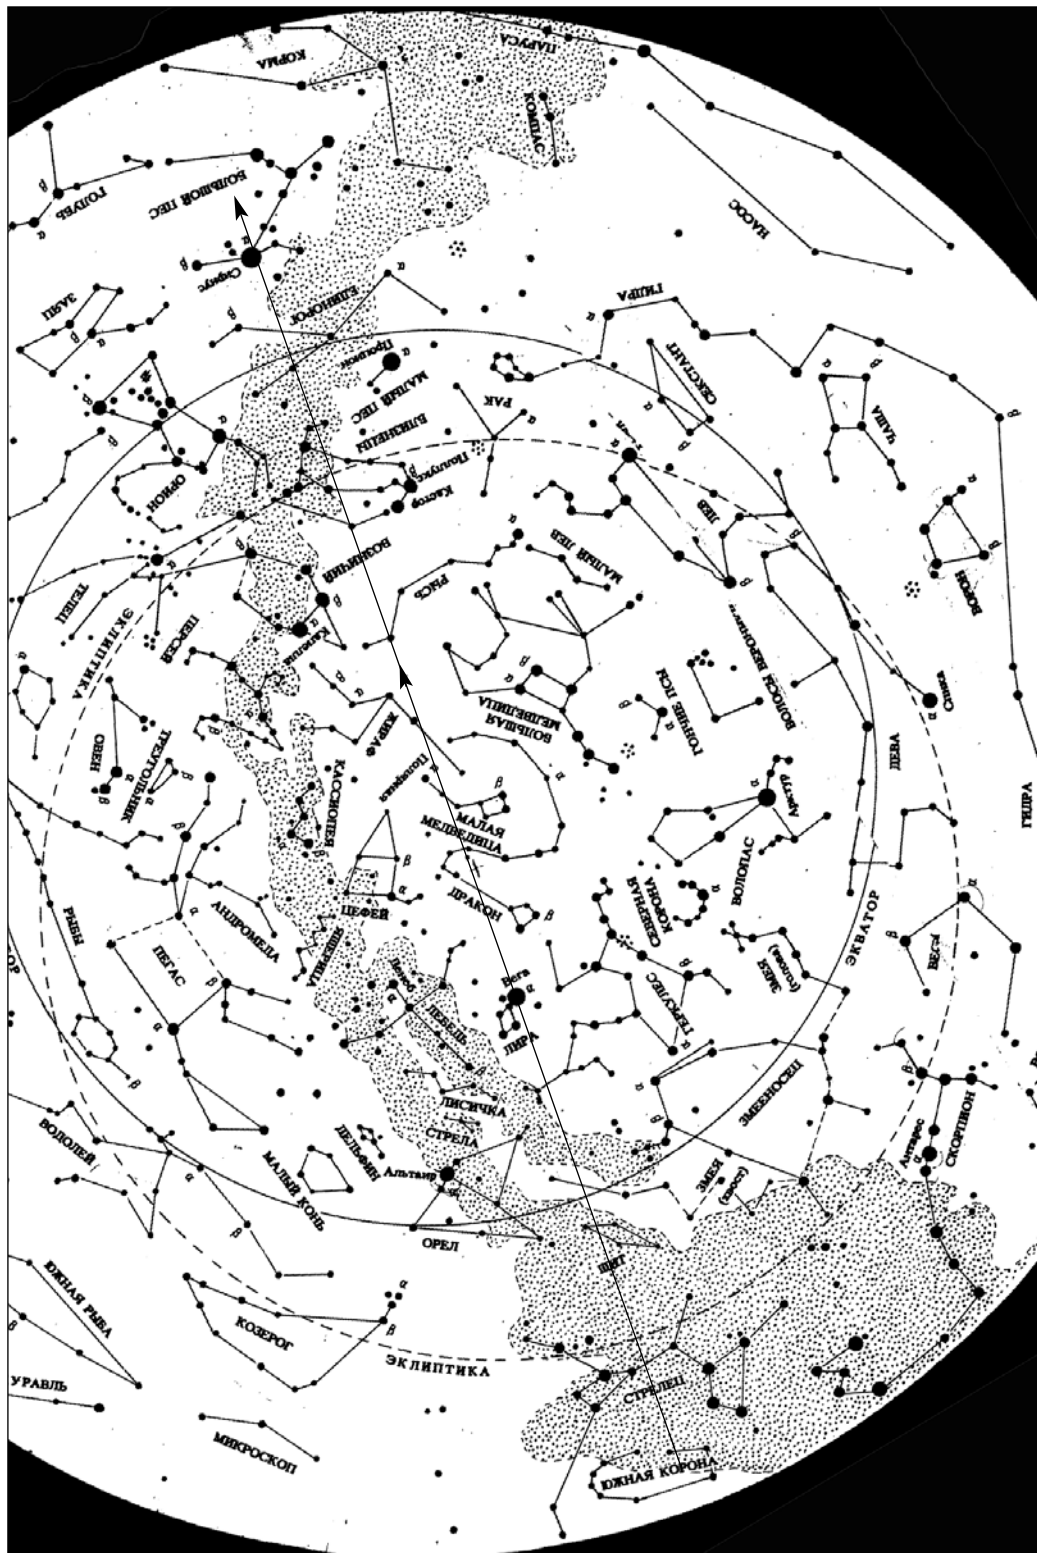 КОРМА
ПАРУСА
КОМПАС
НАСОС
ГОЛУБЬ
β
α
БОЛЬШОЙ ПЕС
Сириус
α
β
ЗАЯЦ
β
α
ЕДИНОРОГ
α
ГИДРА
α
СЕКСТАНТ
α
β
ЧАША
α
β
Процион
α
МАЛЫЙ ПЕС
РАК
α
БЛИЗНЕЦЫ
Поллукс
β
Кастор
α
ОРИОН
α
β
ЛЕВ
α
β
ВОРОН
α
β
β
ВОЗНИЧИЙ
β
Капелла
РЫСЬ
α
МАЛЫЙ ЛЕВ
ТЕЛЕЦ
α
β
ЭКЛИПТИКА
ПЕРСЕЙ
ОВЕН
α
β
ТРЕУГОЛЬНИК
α
ЖИРАФ
α
β
БОЛЬШАЯ
МЕДВЕДИЦА
β
α
ГОНЧИЕ ПСЫ
β
α
ВОЛОСЫ ВЕРОНИКИ
Спика
α
ДЕВА
β
ГИДРА
Полярная
α
β
МАЛАЯ
МЕДВЕДИЦА
КАССИОПЕЯ
α
β
Арктур
α
ВОЛОПАС
ЦЕФЕЙ
β
α
ДРАКОН
β
СЕВЕРНАЯ
КОРОНА
α
ЗМЕЯ
(голова)
ЭКВАТОР
ВЕСЫ
α
β
РЫБЫ
АНДРОМЕДА
α
β
ПЕГАС
α
β
ЯЩЕРИЦА
Денеб
α
ЛЕБЕДЬ
β
Вега
α
ЛИРА
ГЕРКУЛЕС
β
α
ЗМЕЕНОСЕЦ
α
β
СКОРПИОН
β
Антарес
α
ВОДОЛЕЙ
α
β
МАЛЫЙ КОНЬ
ДЕЛЬФИН
ЛИСИЧКА
СТРЕЛА
Альтаир
α
ОРЕЛ
ЗМЕЯ
(хвост)
ЩИТ
ЮЖНАЯ РЫБА
β
КОЗЕРОГ
α
β
ЭКЛИПТИКА
СТРЕЛЕЦ
УРАВЛЬ
МИКРОСКОП
ЮЖНАЯ КОРОНА